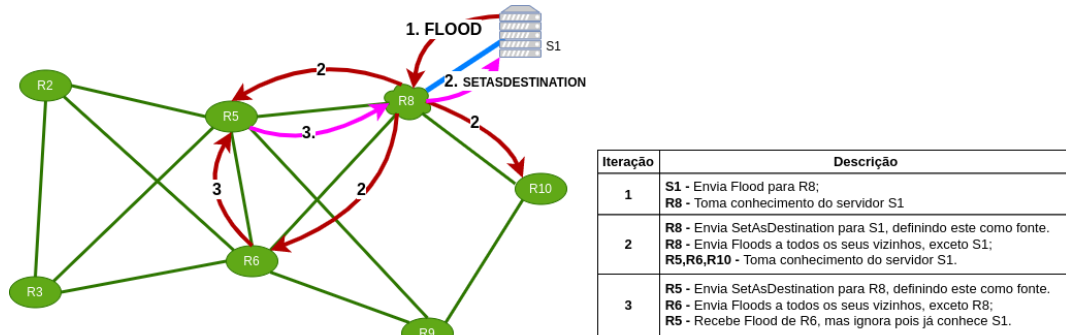 1. FLOOD
S1
2
2. SETASDESTINATION
R2
R8
R5
3.
2
3
2
R10
R6
R3
R9
Iteração Descrição
1
S1 - Envia Flood para R8;
R8 - Toma conhecimento do servidor S1
2
R8 - Envia SetAsDestination para S1, definindo este como fonte.
R8 - Envia Floods a todos os seus vizinhos, exceto S1;
R5,R6,R10 - Toma conhecimento do servidor S1.
3
R5 - Envia SetAsDestination para R8, definindo este como fonte.
R6 - Envia Floods a todos os seus vizinhos, exceto R8;
R5 - Recebe Flood de R6, mas ignora pois já conhece S1.